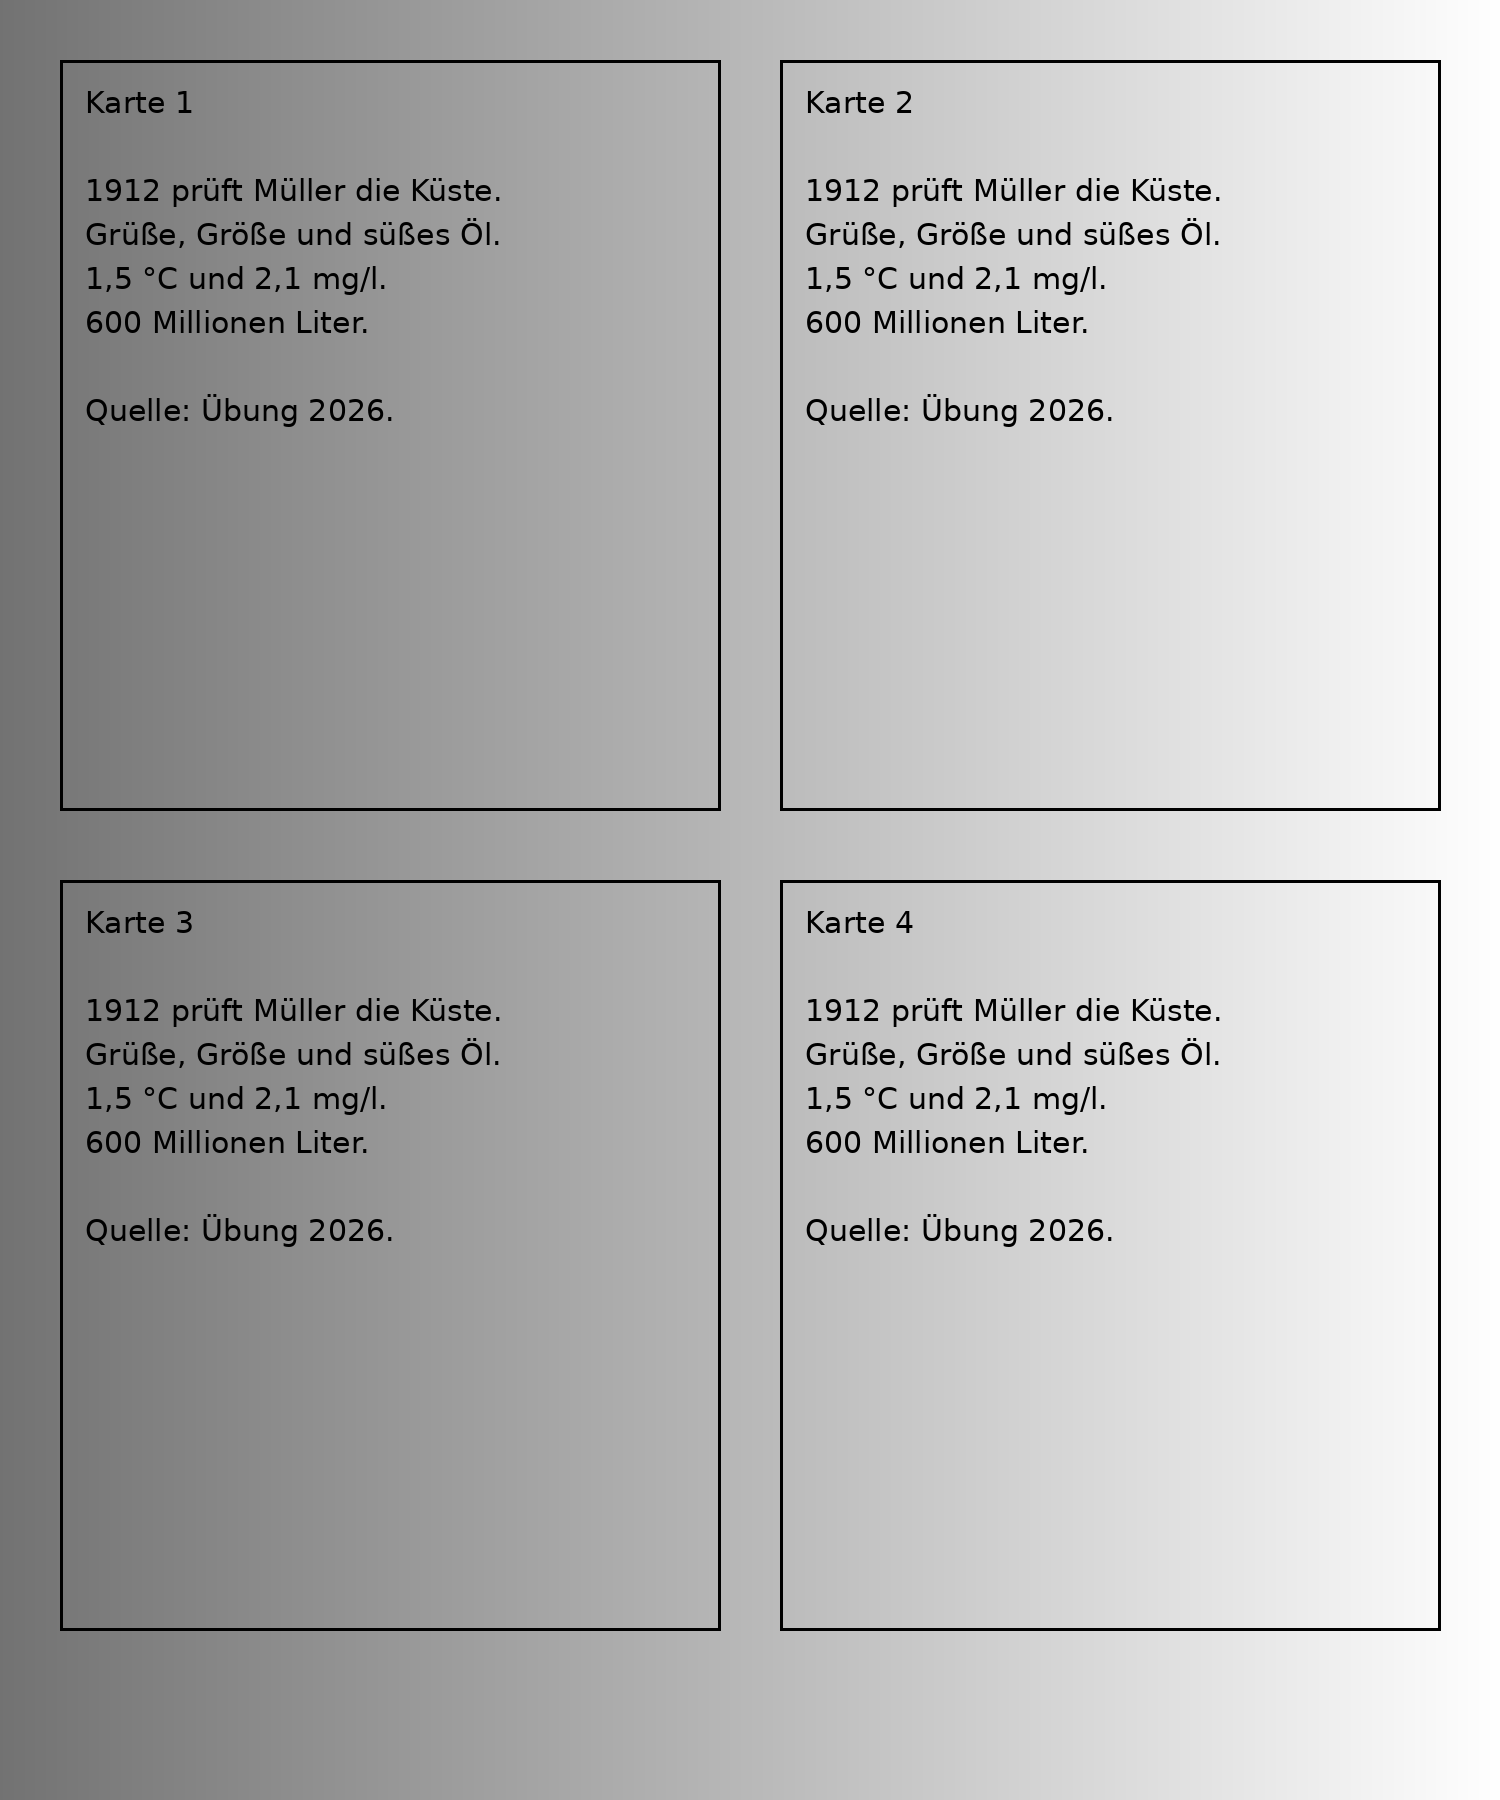 Karte 1
1912 prüft Müller die Küste.
Grüße, Größe und süßes Öl.
1,5 °C und 2,1 mg/l.
600 Millionen Liter.
Quelle: Übung 2026.
Karte 2
1912 prüft Müller die Küste.
Grüße, Größe und süßes Öl.
1,5 °C und 2,1 mg/l.
600 Millionen Liter.
Quelle: Übung 2026.
Karte 3
1912 prüft Müller die Küste.
Grüße, Größe und süßes Öl.
1,5 °C und 2,1 mg/l.
600 Millionen Liter.
Quelle: Übung 2026.
Karte 4
1912 prüft Müller die Küste.
Grüße, Größe und süßes Öl.
1,5 °C und 2,1 mg/l.
600 Millionen Liter.
Quelle: Übung 2026.